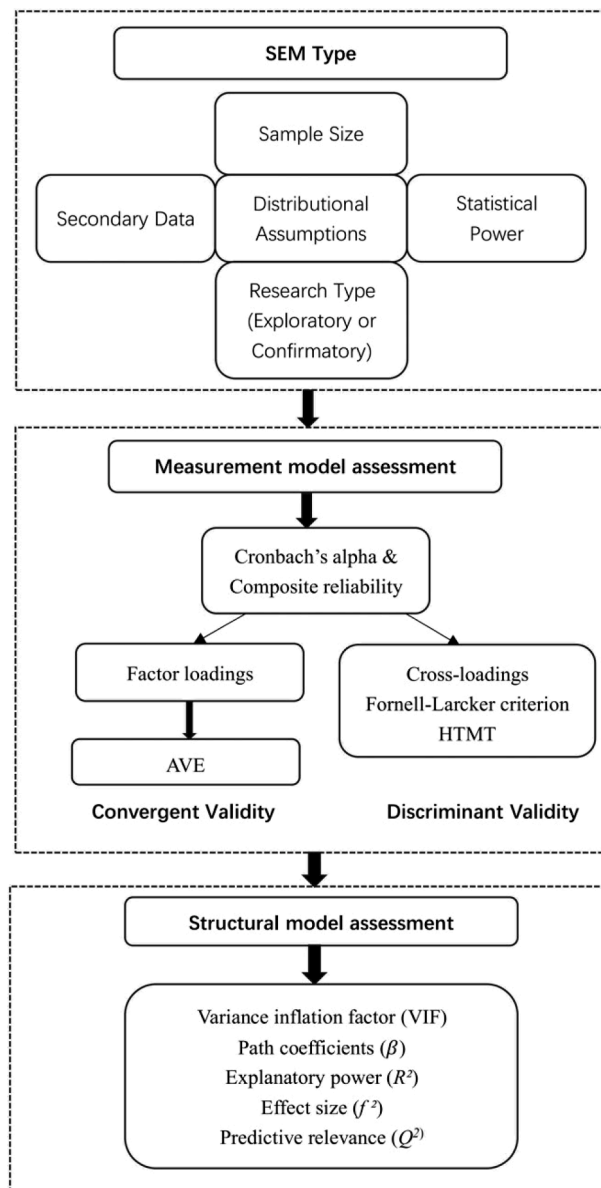 SEM Type
Sample Size
Secondary Data
Distributional
Assumptions
Statistical
Power
Research Type
(Exploratory or
Confirmatory)
Measurement model assessment
Cronbach's alpha &
Composite reliability
Factor loadings
AVE
Convergent Validity
Cross-loadings
Fornell-Larcker criterion
HTMT
Discriminant Validity
Structural model assessment
Variance inflation factor (VIF)
Path coefficients (β)
Explanatory power (R²)
Effect size (f ²)
Predictive relevance (Q²⁾